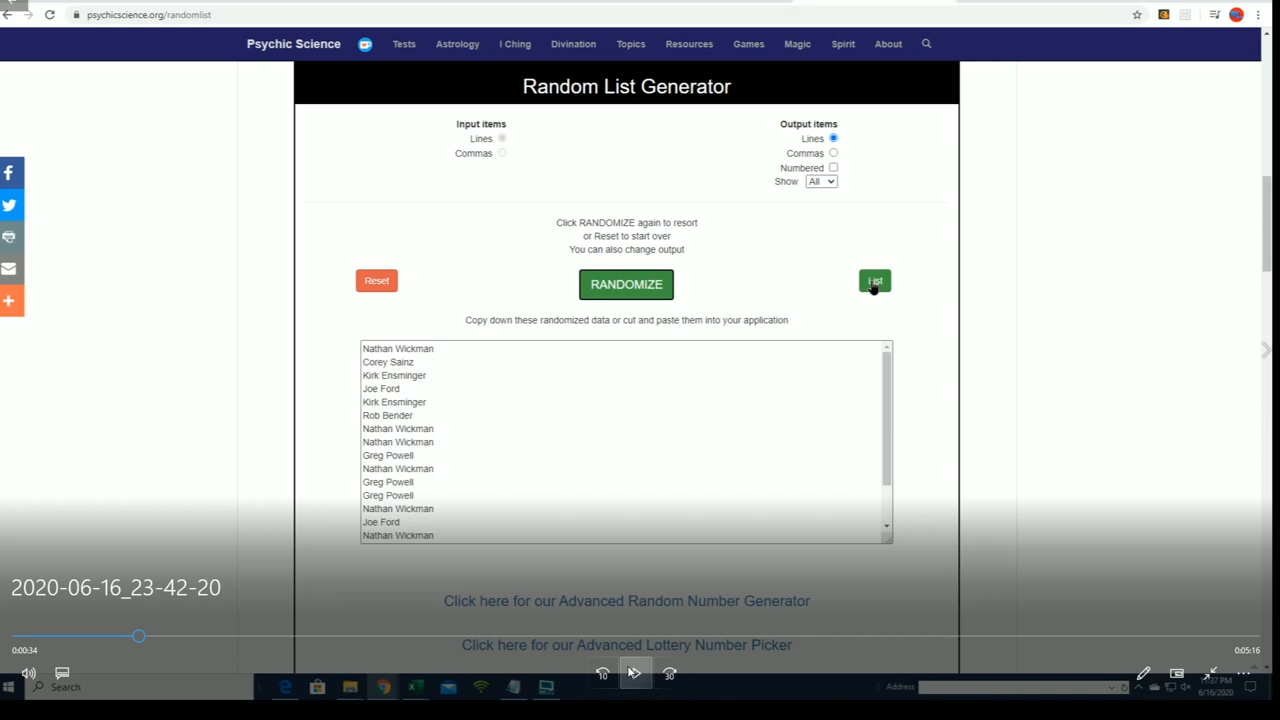 psychicscience.org/randomlist
Psychic Science Tests Astrology I Ching Divination Topics Resources Games Magic Spirit About
Random List Generator
Input items
Lines
Commas
Output items
Lines
Commas
Numbered
Show All
Click RANDOMIZE again to resort
or Reset to start over
You can also change output
Reset
RANDOMIZE
List
Copy down these randomized data or cut and paste them into your application
Nathan Wickman
Corey Sainz
Kirk Ensminger
Joe Ford
Kirk Ensminger
Rob Bender
Nathan Wickman
Nathan Wickman
Greg Powell
Nathan Wickman
Greg Powell
Greg Powell
Nathan Wickman
Joe Ford
Nathan Wickman
2020-06-16_23-42-20
Click here for our Advanced Random Number Generator
Click here for our Advanced Lottery Number Picker
0:00:34
0:05:16
10
30
Search
Address
11:37 PM
6/16/2020